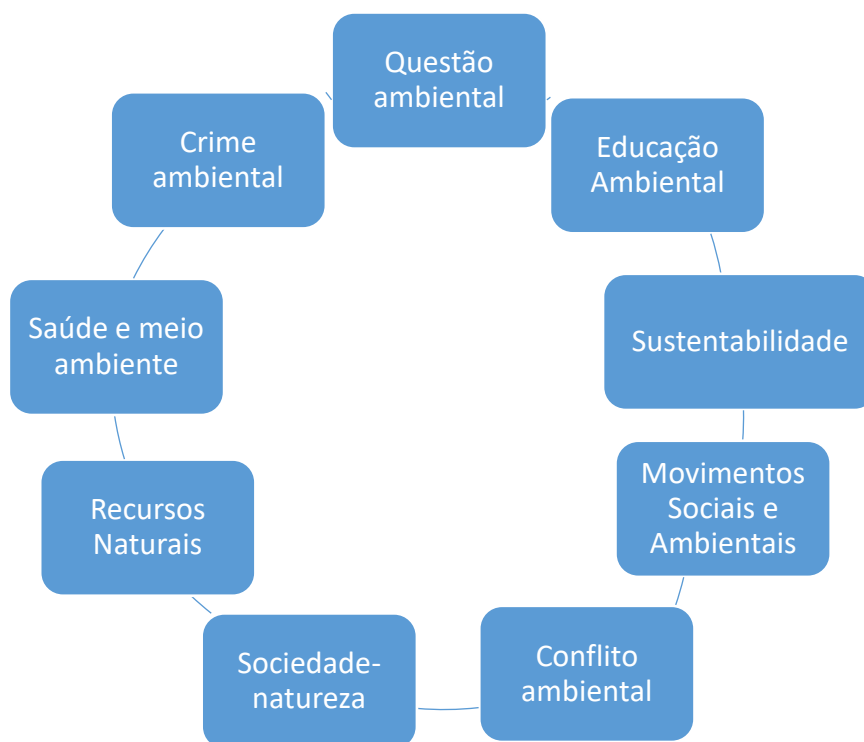 Questão
ambiental
Educação
Ambiental
Sustentabilidade
Movimentos
Sociais e
Ambientais
Conflito
ambiental
Sociedade-
natureza
Recursos
Naturais
Saúde e meio
ambiente
Crime
ambiental